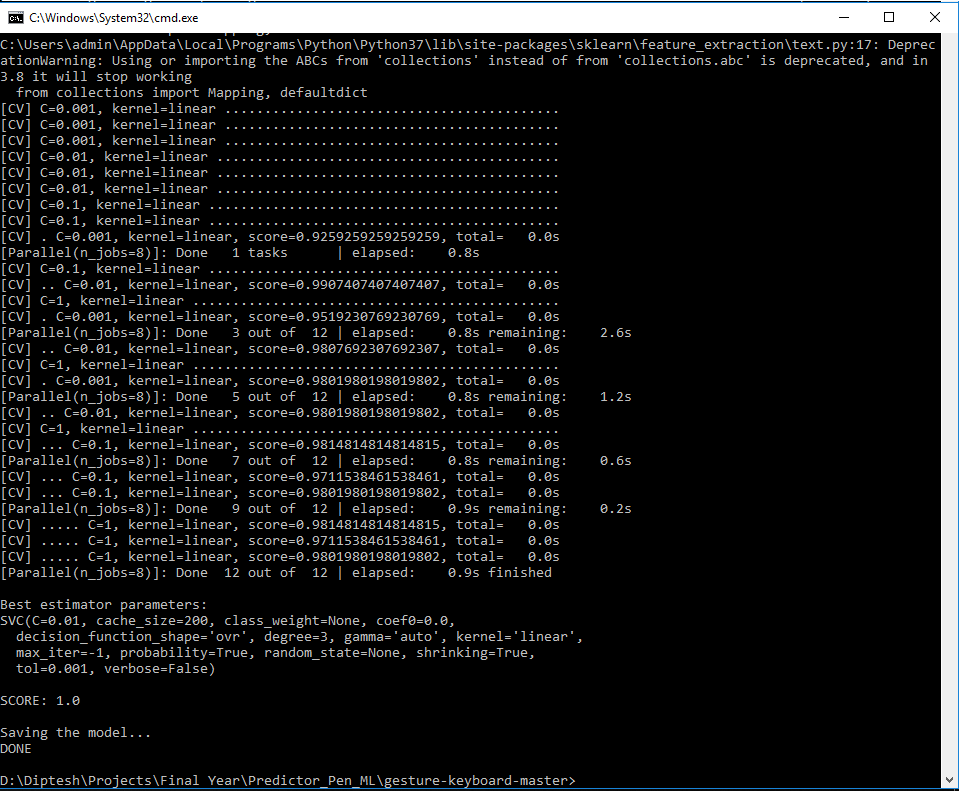 C:\Windows\System32\cmd.exe
C:\Users\admin\AppData\Local\Programs\Python\Python37\lib\site-packages\sklearn\feature_extraction\text.py:17: Deprec
ationWarning: Using or importing the ABCs from 'collections' instead of from 'collections.abc' is deprecated, and in
3.8 it will stop working
  from collections import Mapping, defaultdict
[CV] C=0.001, kernel=linear ..........................................
[CV] C=0.001, kernel=linear ..........................................
[CV] C=0.001, kernel=linear ..........................................
[CV] C=0.01, kernel=linear ...........................................
[CV] C=0.01, kernel=linear ...........................................
[CV] C=0.01, kernel=linear ...........................................
[CV] C=0.1, kernel=linear ............................................
[CV] C=0.1, kernel=linear ............................................
[CV] . C=0.001, kernel=linear, score=0.9259259259259259, total=   0.0s
[Parallel(n_jobs=8)]: Done   1 tasks      | elapsed:    0.8s
[CV] C=0.1, kernel=linear ............................................
[CV] .. C=0.01, kernel=linear, score=0.9907407407407407, total=   0.0s
[CV] C=1, kernel=linear ..............................................
[CV] . C=0.001, kernel=linear, score=0.9519230769230769, total=   0.0s
[Parallel(n_jobs=8)]: Done   3 out of  12 | elapsed:    0.8s remaining:    2.6s
[CV] .. C=0.01, kernel=linear, score=0.9807692307692307, total=   0.0s
[CV] C=1, kernel=linear ..............................................
[CV] . C=0.001, kernel=linear, score=0.9801980198019802, total=   0.0s
[Parallel(n_jobs=8)]: Done   5 out of  12 | elapsed:    0.8s remaining:    1.2s
[CV] .. C=0.01, kernel=linear, score=0.9801980198019802, total=   0.0s
[CV] C=1, kernel=linear ..............................................
[CV] ... C=0.1, kernel=linear, score=0.9814814814814815, total=   0.0s
[Parallel(n_jobs=8)]: Done   7 out of  12 | elapsed:    0.8s remaining:    0.6s
[CV] ... C=0.1, kernel=linear, score=0.9711538461538461, total=   0.0s
[CV] ... C=0.1, kernel=linear, score=0.9801980198019802, total=   0.0s
[Parallel(n_jobs=8)]: Done   9 out of  12 | elapsed:    0.9s remaining:    0.2s
[CV] ..... C=1, kernel=linear, score=0.9814814814814815, total=   0.0s
[CV] ..... C=1, kernel=linear, score=0.9711538461538461, total=   0.0s
[CV] ..... C=1, kernel=linear, score=0.9801980198019802, total=   0.0s
[Parallel(n_jobs=8)]: Done  12 out of  12 | elapsed:    0.9s finished
Best estimator parameters:
SVC(C=0.01, cache_size=200, class_weight=None, coef0=0.0,
  decision_function_shape='ovr', degree=3, gamma='auto', kernel='linear',
  max_iter=-1, probability=True, random_state=None, shrinking=True,
  tol=0.001, verbose=False)
SCORE: 1.0
Saving the model...
DONE
D:\Diptesh\Projects\Final Year\Predictor_Pen_ML\gesture-keyboard-master>